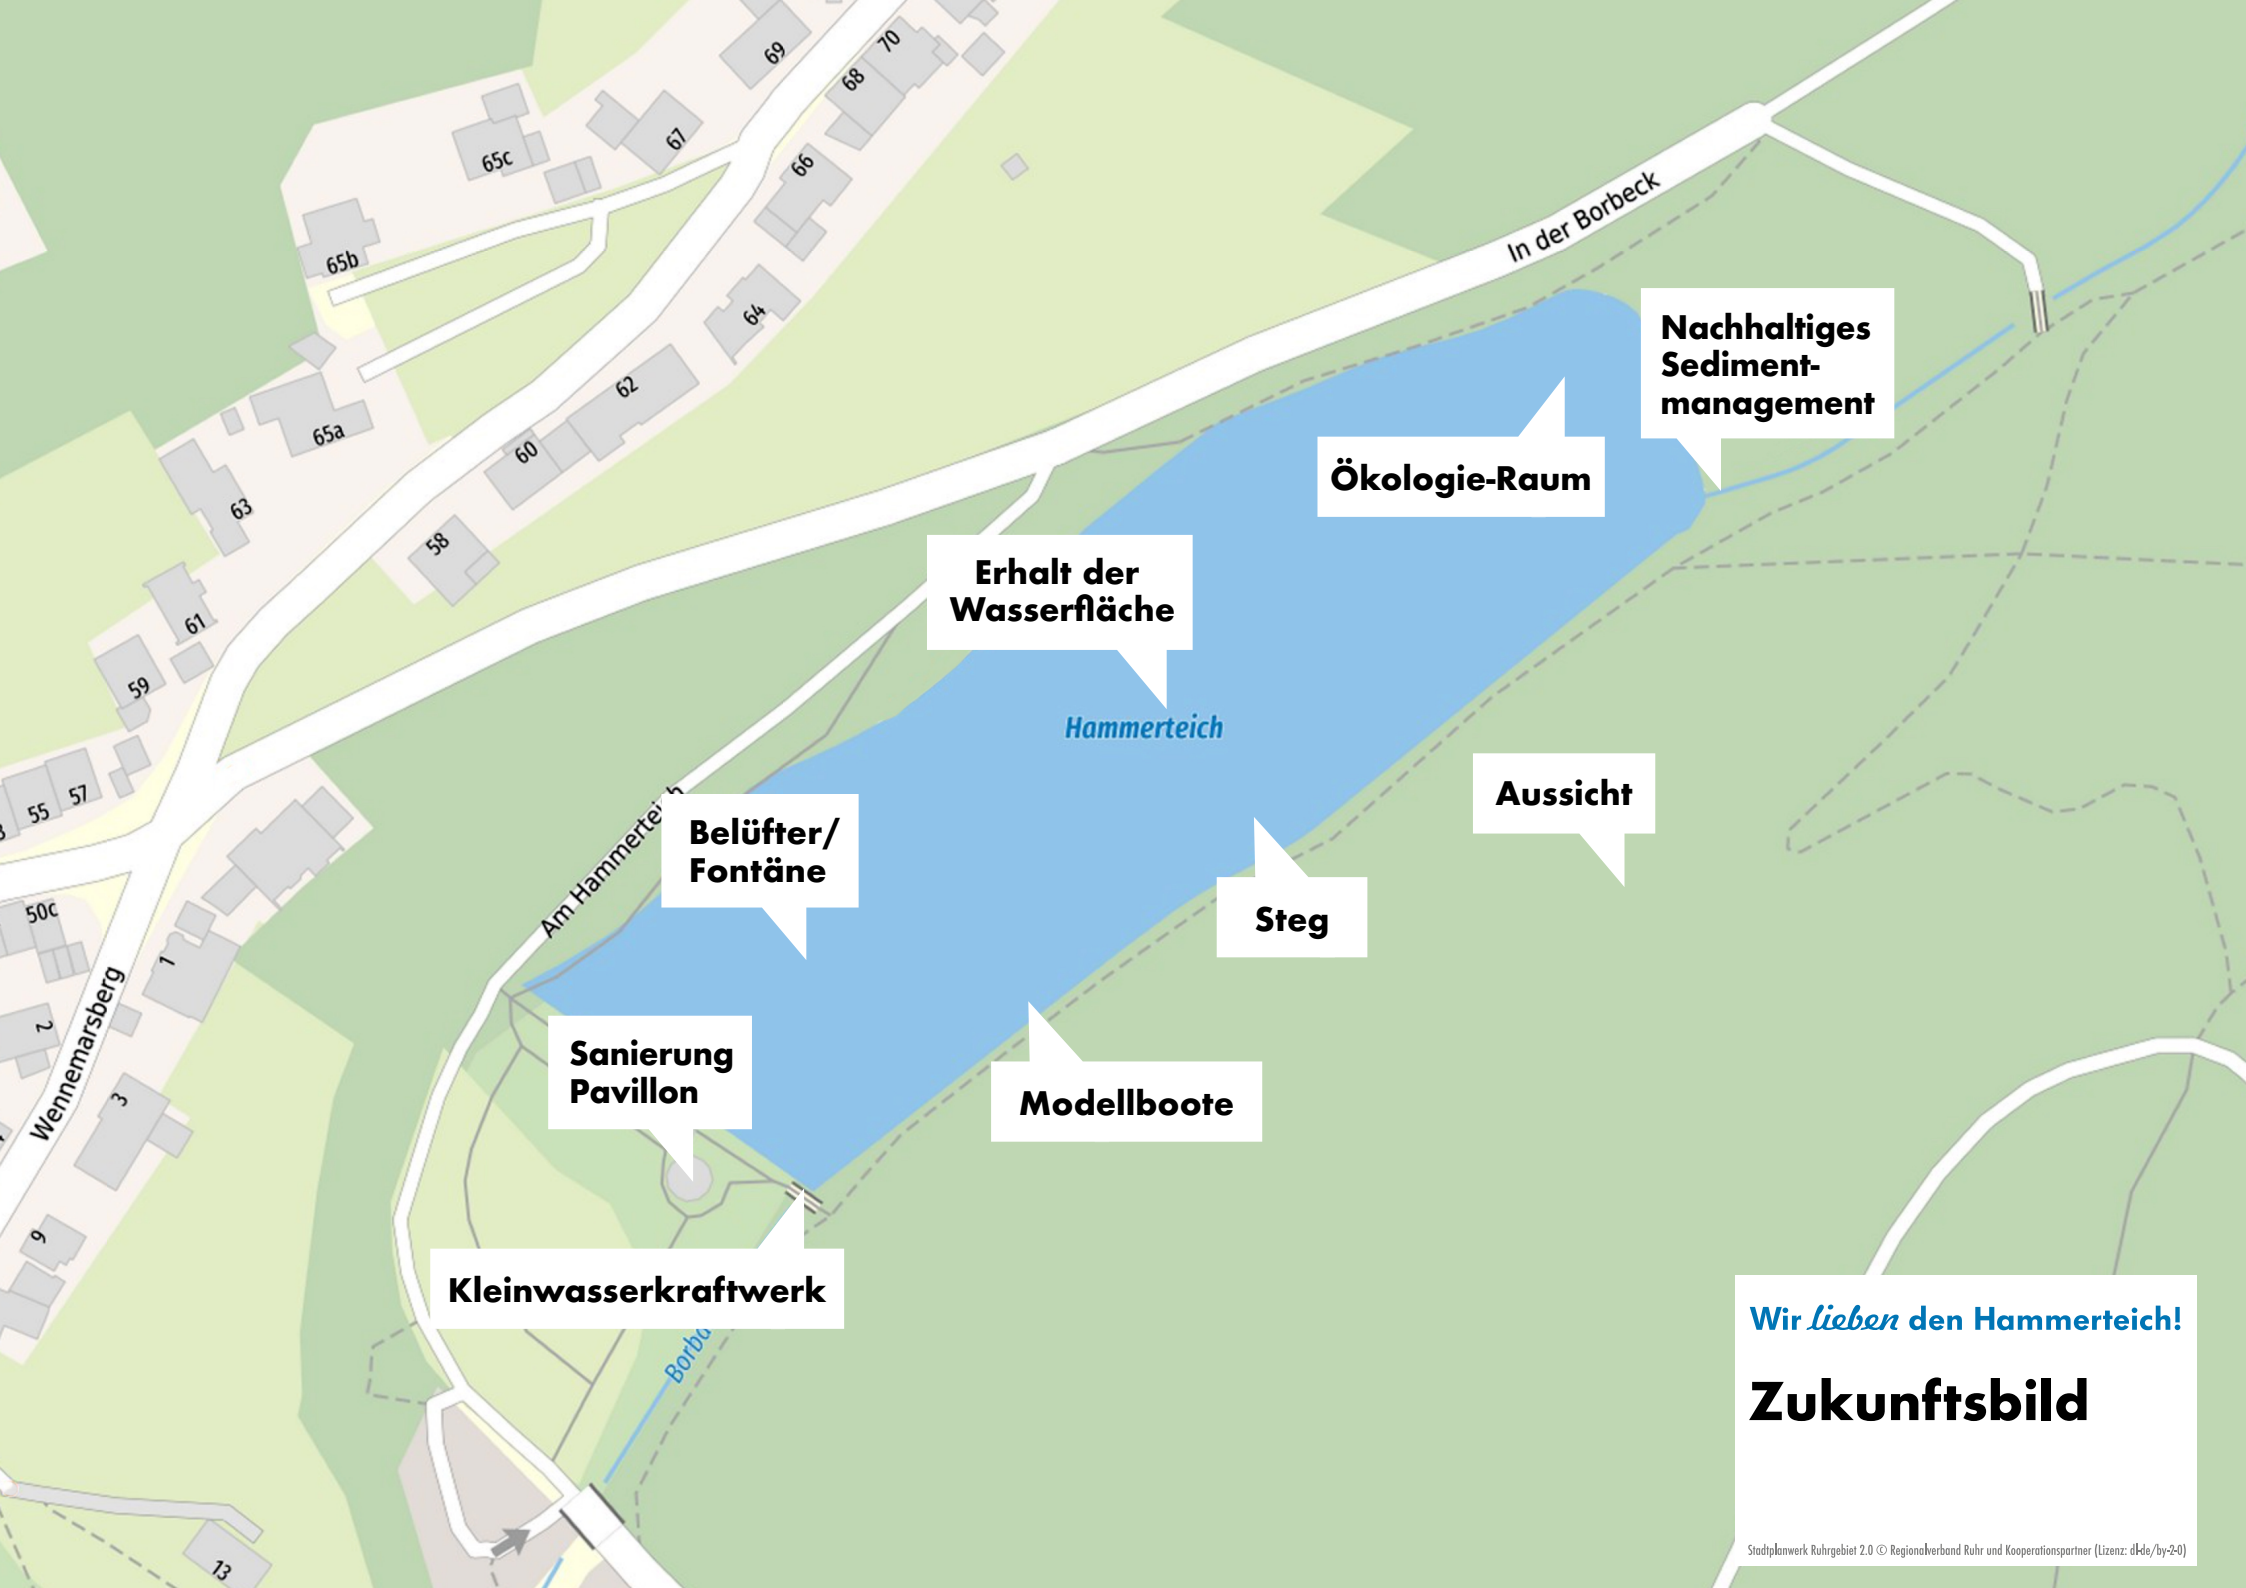 69
70
68
67
65c
66
65b
64
62
65a
60
63
58
61
59
57
55
50c
1
2
3
9
13
In der Borbeck
Nachhaltiges
Sediment-
management
Ökologie-Raum
Erhalt der
Wasserfläche
Hammerteich
Aussicht
Am Hammerteich
Belüfter/
Fontäne
Steg
Wennemarsberg
Sanierung
Pavillon
Modellboote
Kleinwasserkraftwerk
Wir lieben den Hammerteich!
Zukunftsbild
Stadtplanwerk Ruhrgebiet 2.0 © Regionalverband Ruhr und Kooperationspartner (Lizenz: dl-de/by-2-0)